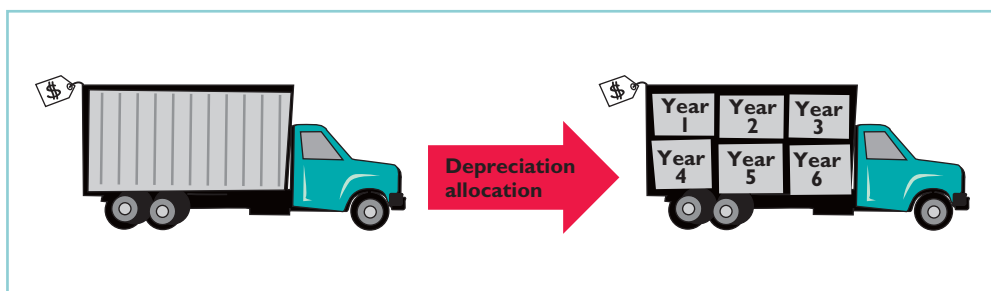 $
Depreciation
allocation
$
Year
1
Year
2
Year
3
Year
4
Year
5
Year
6